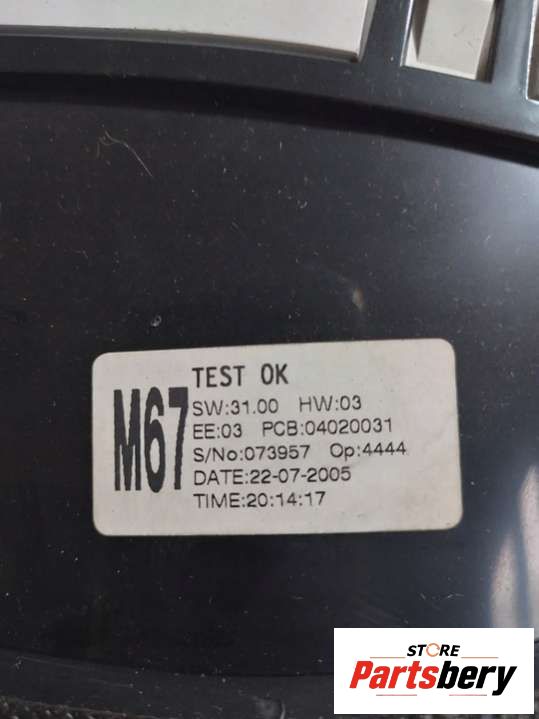 M67
TEST OK
SW:31.00 HW:03
EE:03 PCB:04020031
S/No:073957 Op:4444
DATE:22-07-2005
TIME:20:14:17
STORE
Partsbery